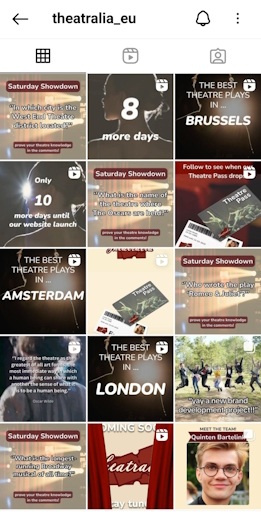 theatralia_eu
Saturday Showdown
"In which city is the
West End Theatre
district located?"
prove your theatre knowledge
in the comments!
8
more days
THE BEST
THEATRE PLAYS
IN ...
BRUSSELS
Only
10
more days until
our website launch
Saturday Showdown
"What is the name of
the theatre where
The Oscars are held?"
prove your theatre knowledge
in the comments!
Follow to see when our
Theatre Pass drops
Theatre
Pass
THE BEST
THEATRE PLAYS
IN ...
AMSTERDAM
Theatre
Pass
Saturday Showdown
"Who wrote the play
'Romeo & Juliet'?"
prove your theatre knowledge
in the comments!
"I regard the theatre as the
greatest of all art forms, the
most immediate way in which
a human being can share with
another the sense of what it
is to be a human being."
Oscar Wilde
THE BEST
THEATRE PLAYS
IN ...
LONDON
"yay a new brand
development project!!"
Saturday Showdown
"What is the longest-
running Broadway
musical of all time?"
prove your theatre knowledge
in the comments!
COMING SOON
Theatralia
stay tuned
MEET THE TEAM
Quinten Bartelink